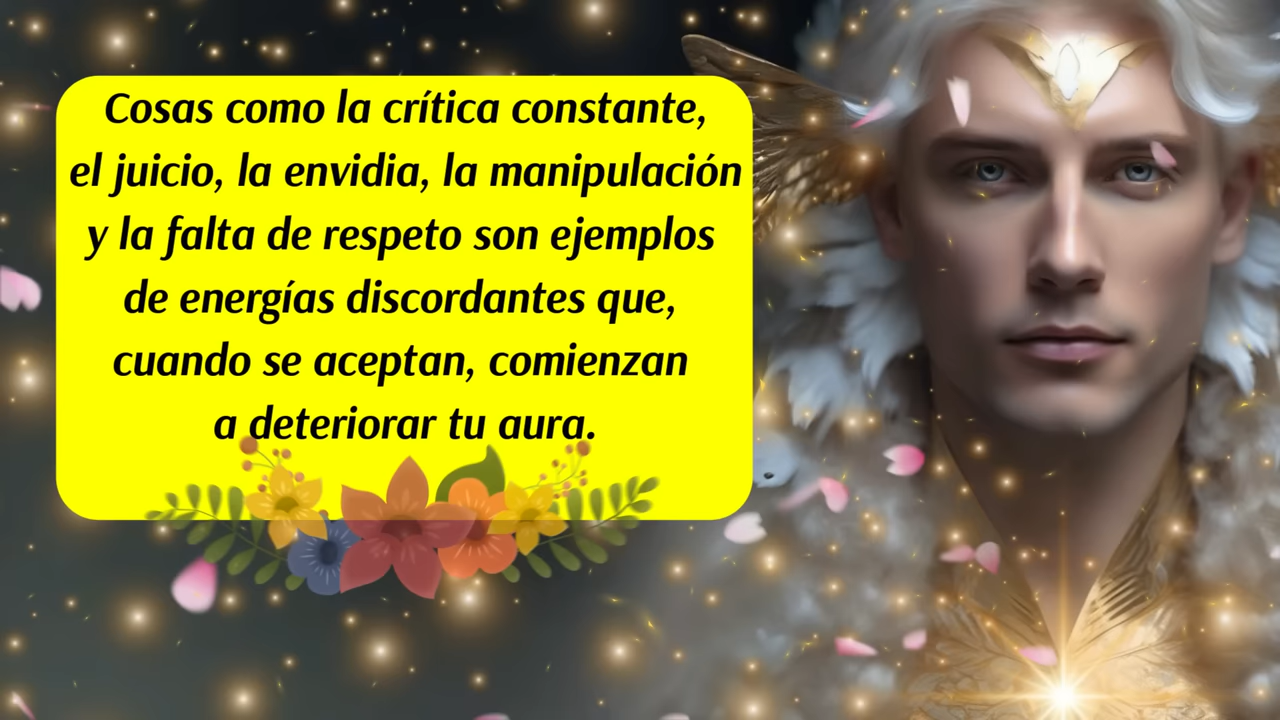 Cosas como la crítica constante,
el juicio, la envidia, la manipulación
y la falta de respeto son ejemplos
de energías discordantes que,
cuando se aceptan, comienzan
a deteriorar tu aura.